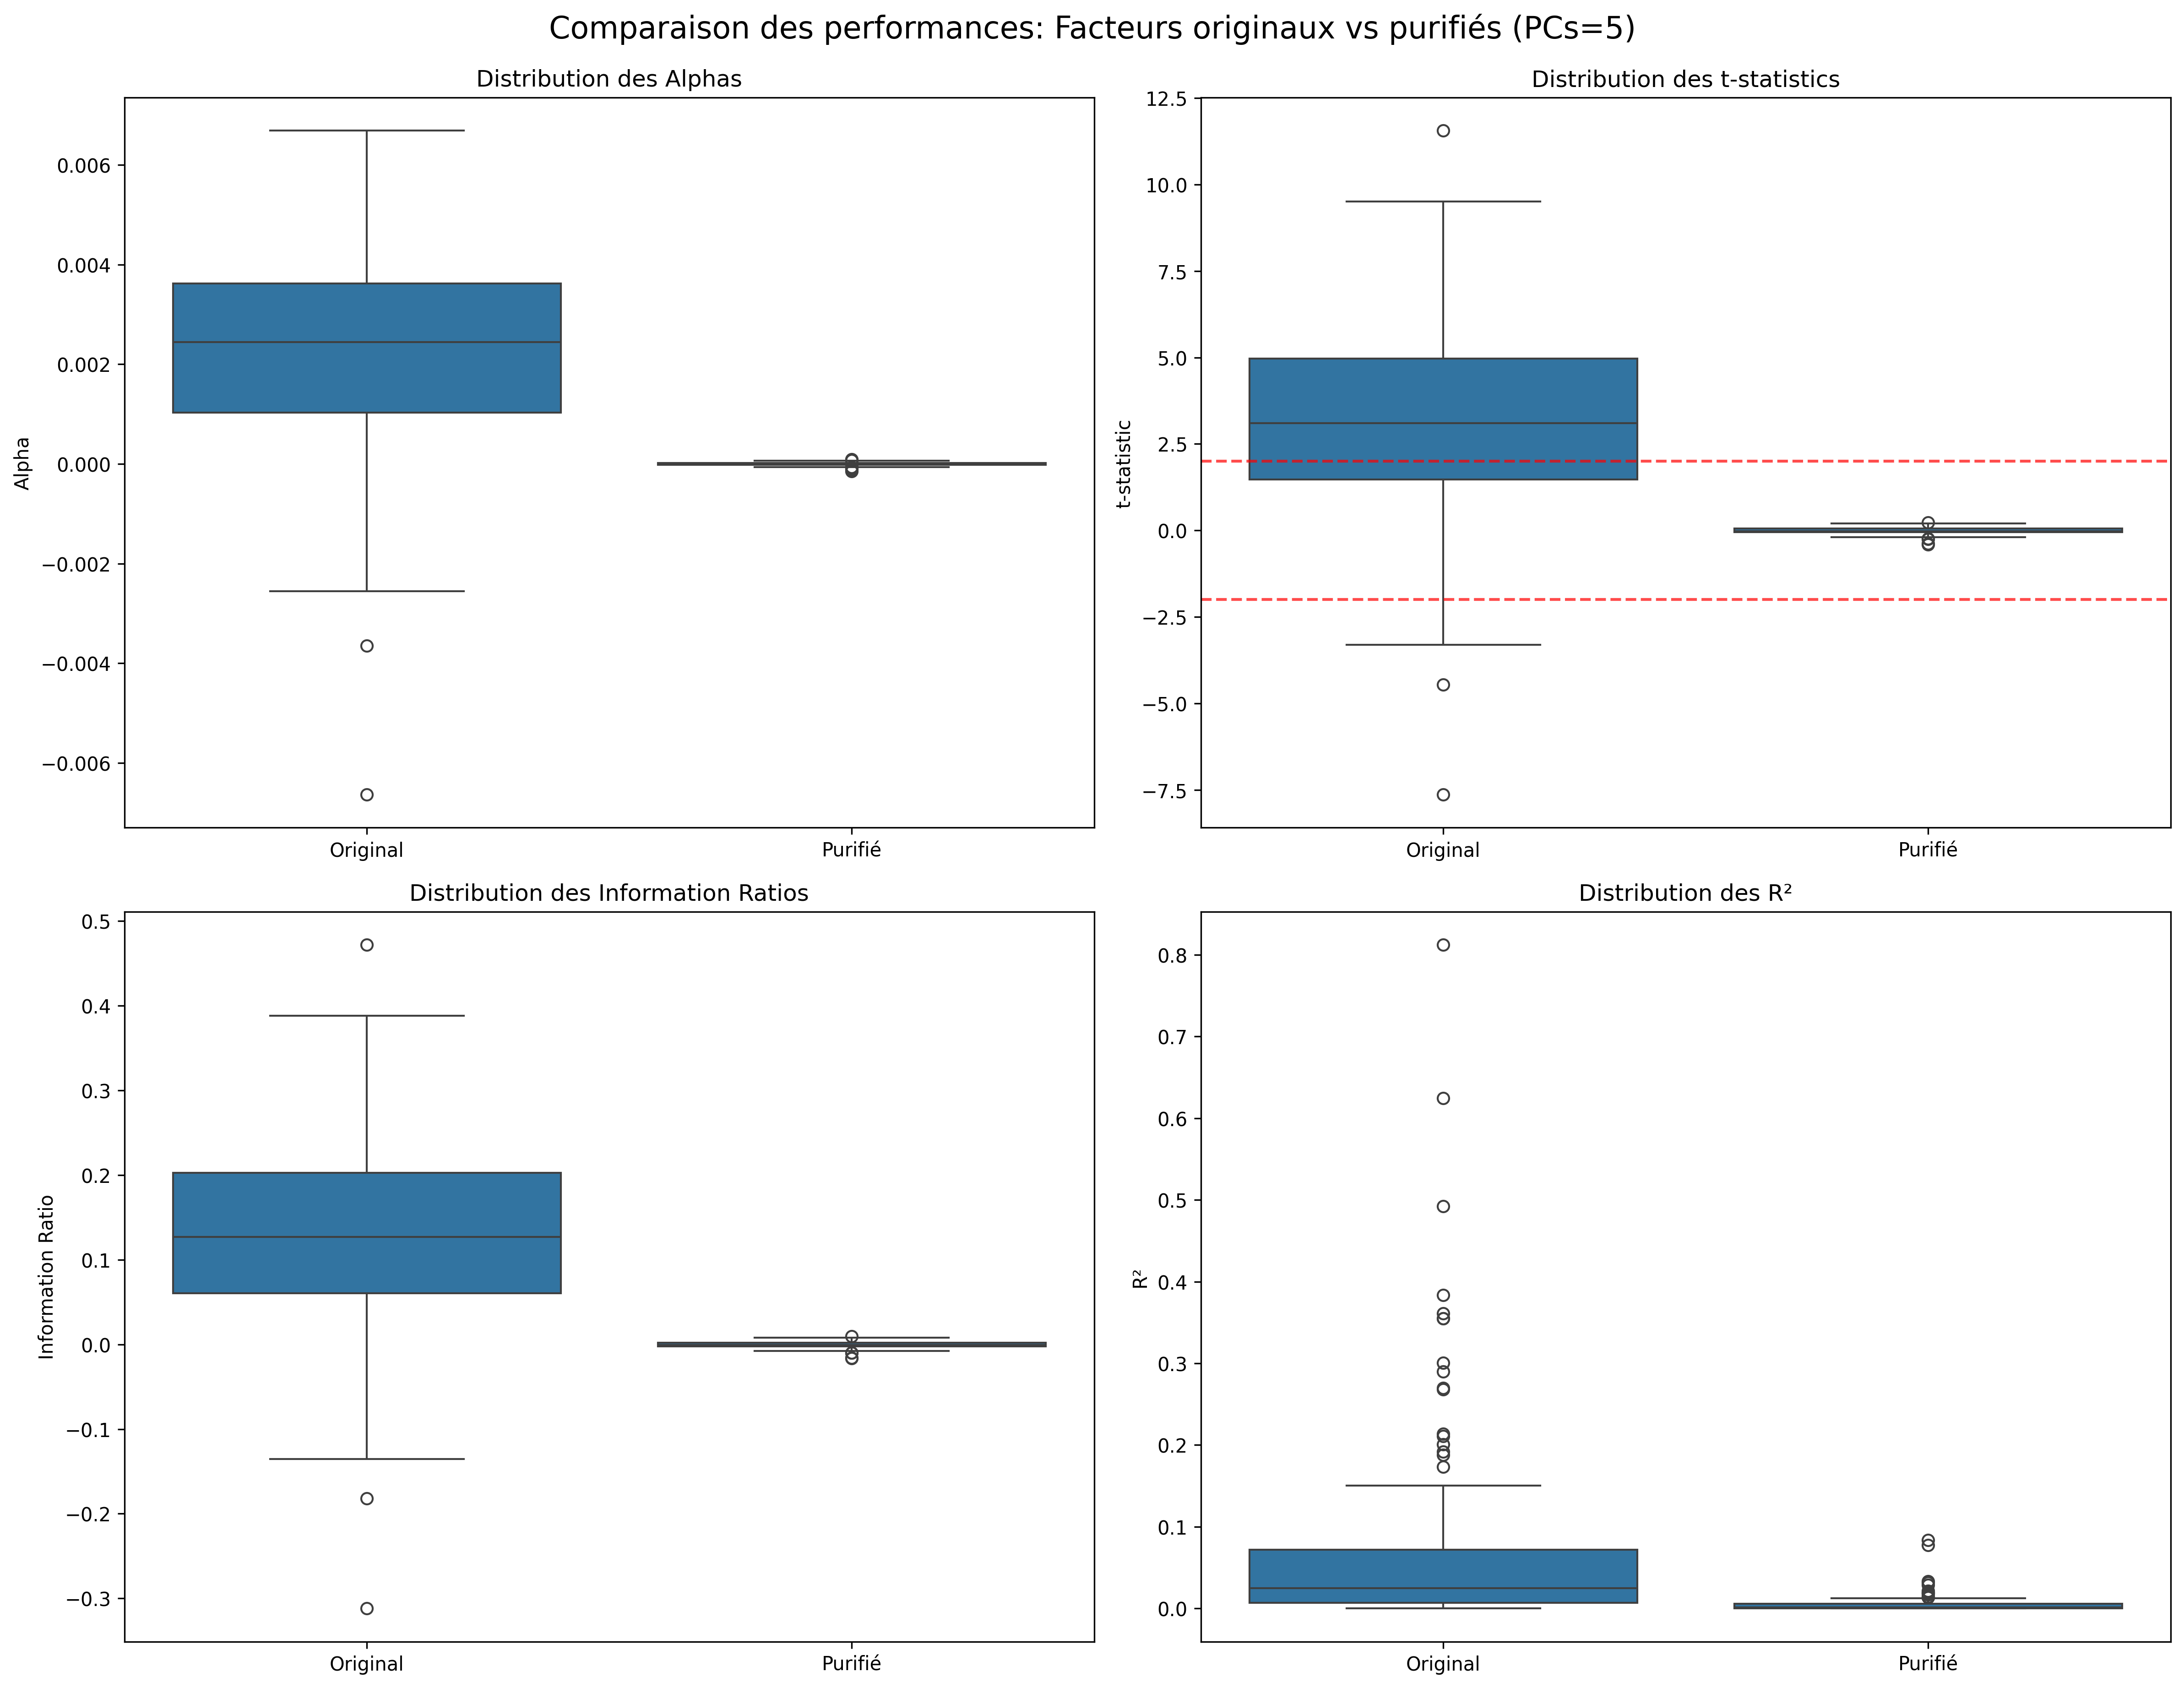 Comparaison des performances: Facteurs originaux vs purifiés (PCs=5)
Distribution des Alphas
Alpha
0.006
0.004
0.002
0.000
−0.002
−0.004
−0.006
Original
Purifié
Distribution des t-statistics
t-statistic
12.5
10.0
7.5
5.0
2.5
0.0
−2.5
−5.0
−7.5
Original
Purifié
Distribution des Information Ratios
Information Ratio
0.5
0.4
0.3
0.2
0.1
0.0
−0.1
−0.2
−0.3
Original
Purifié
Distribution des R²
R²
0.8
0.7
0.6
0.5
0.4
0.3
0.2
0.1
0.0
Original
Purifié